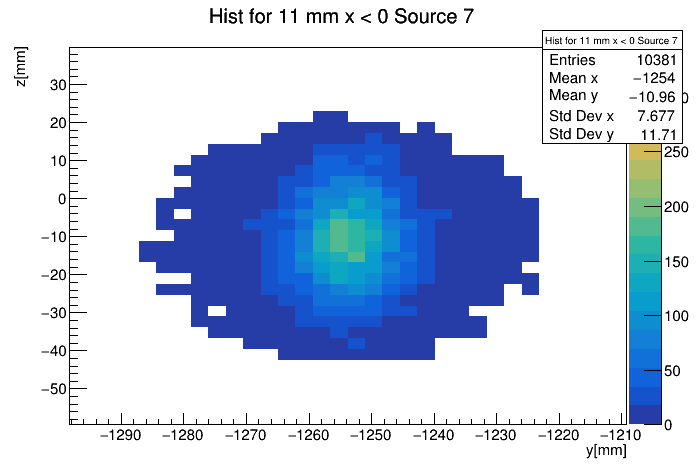 Hist for 11 mm x < 0 Source 7
z[mm]
Hist for 11 mm x < 0 Source 7
Entries 10381
Mean x −1254
Mean y −10.96
Std Dev x 7.677
Std Dev y 11.71
30
20
10
0
−10
−20
−30
−40
−50
250
200
150
100
50
0
−1290 −1280 −1270 −1260 −1250 −1240 −1230 −1220 −1210
y[mm]